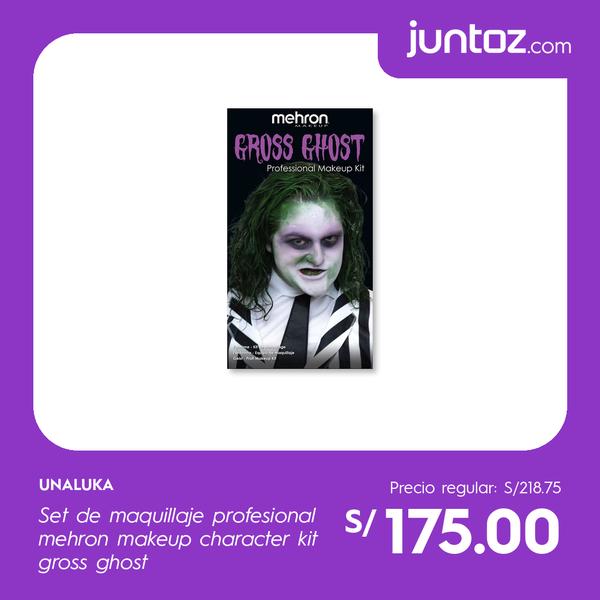 juntoz.com
mehron
MAKEUP
GROSS GHOST
Professional Makeup Kit
UNALUKA
Set de maquillaje profesional
mehron makeup character kit
gross ghost
Precio regular: S/218.75
S/ 175.00